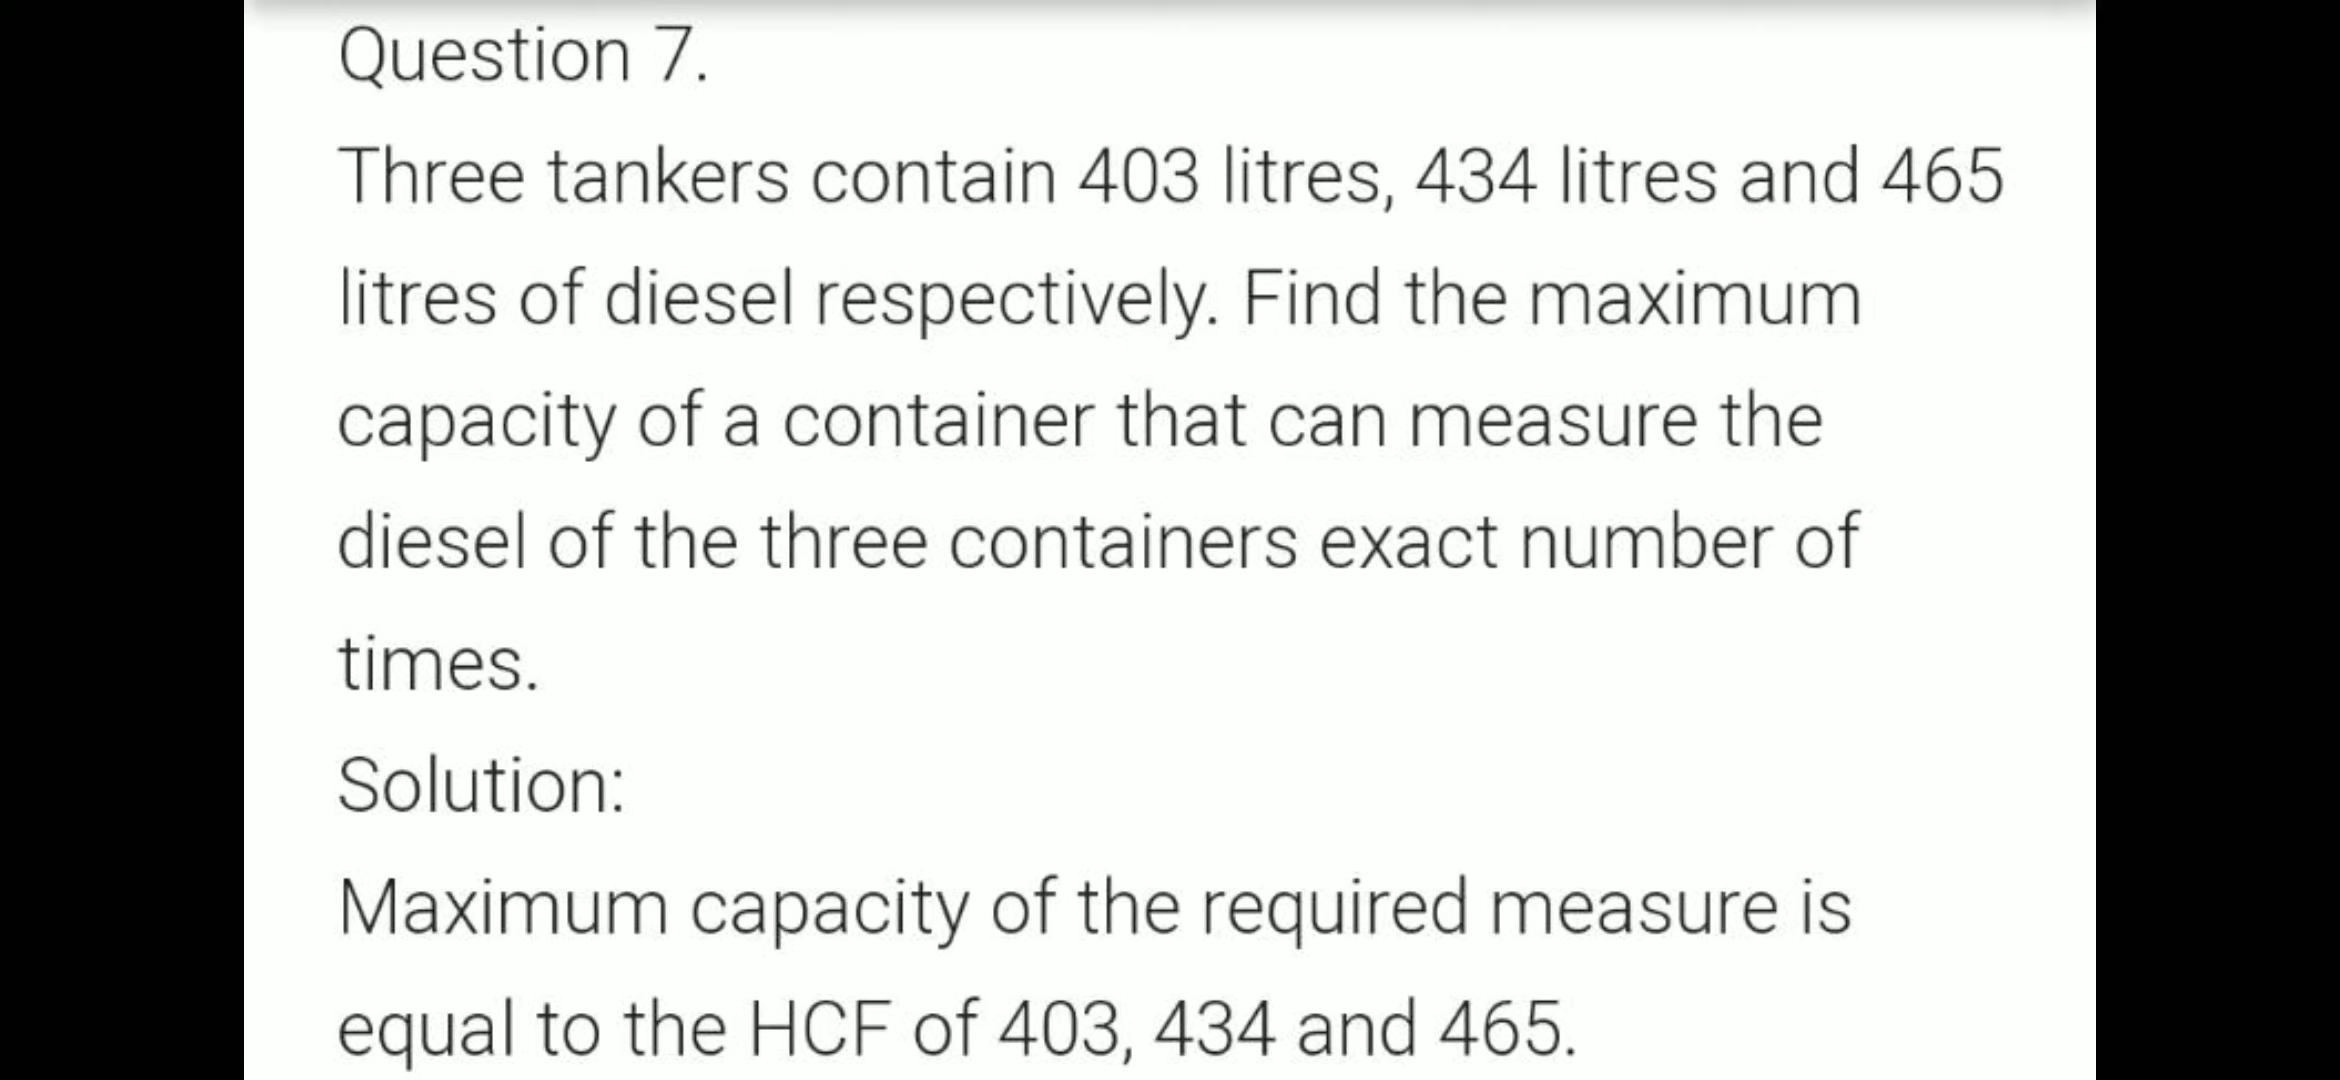 Question 7.
Three tankers contain 403 litres, 434 litres and 465
litres of diesel respectively. Find the maximum
capacity of a container that can measure the
diesel of the three containers exact number of
times.
Solution:
Maximum capacity of the required measure is
equal to the HCF of 403, 434 and 465.